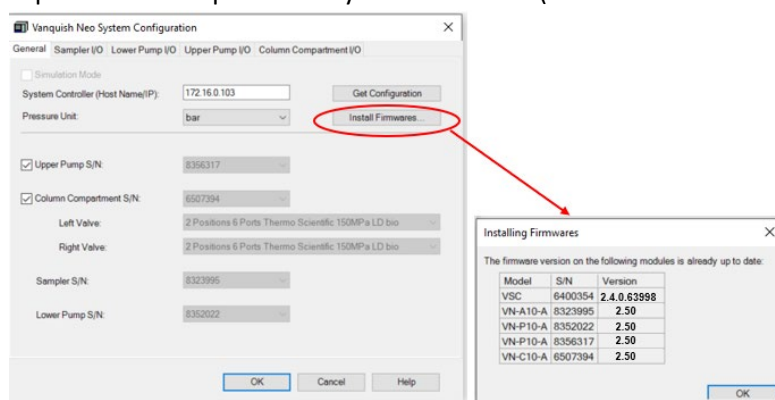 Vanquish Neo System Configuration
General Sampler I/O Lower Pump I/O Upper Pump I/O Column Compartment I/O
Simulation Mode
System Controller (Host Name/IP): 172.16.0.103 Get Configuration
Pressure Unit: bar Install Firmwares...
Upper Pump S/N: 8356317
Column Compartment S/N: 6507394
Left Valve: 2 Positions 6 Ports Thermo Scientific 150MPa LD bio
Right Valve: 2 Positions 6 Ports Thermo Scientific 150MPa LD bio
Sampler S/N: 8323995
Lower Pump S/N: 8352022
OK Cancel Help
Installing Firmwares
The firmware version on the following modules is already up to date:
Model S/N Version
VSC 6400354 2.4.0.63998
VN-A10-A 8323995 2.50
VN-P10-A 8352022 2.50
VN-P10-A 8356317 2.50
VN-C10-A 6507394 2.50
OK